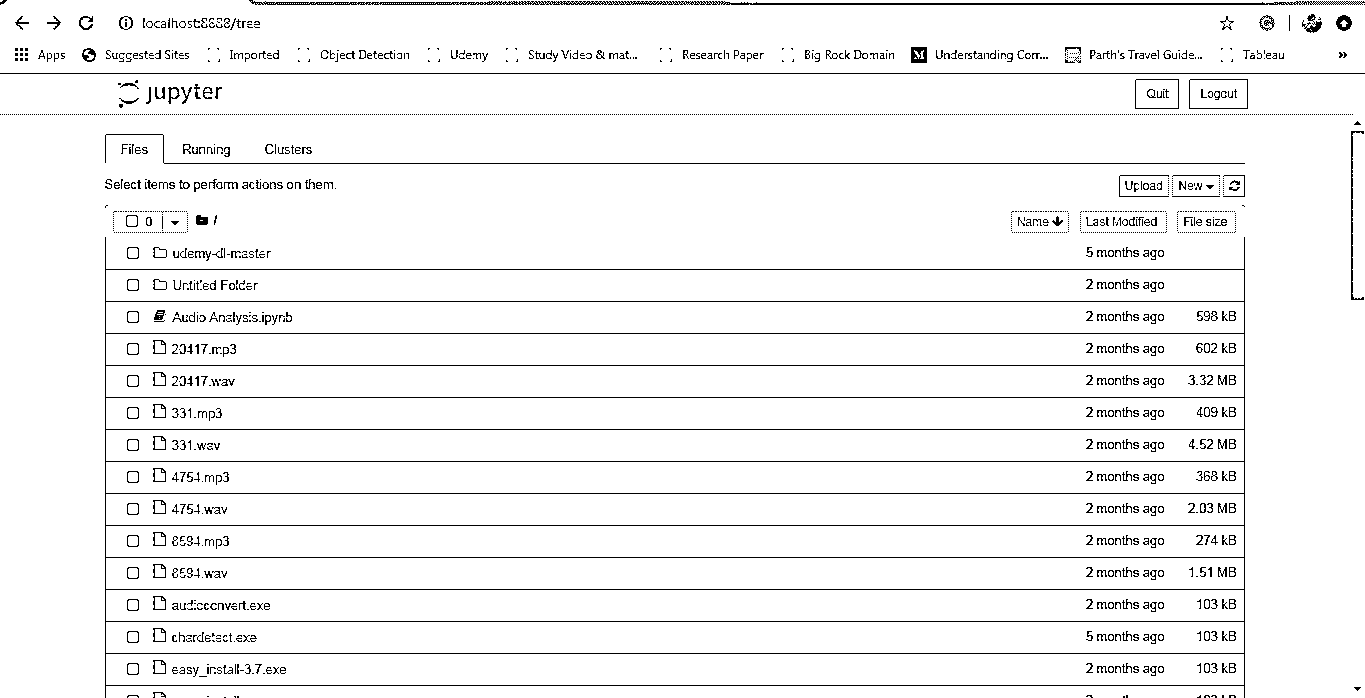 localhost:8888/tree
Apps Suggested Sites Imported Object Detection Udemy Study Video & mat... Research Paper Big Rock Domain Understanding Corr... Parth's Travel Guide... Tableau »
jupyter Quit Logout
Files Running Clusters
Select items to perform actions on them. Upload New
0 / Name Last Modified File size
udemy-dl-master 5 months ago
Untitled Folder 2 months ago
Audio Analysis.ipynb 2 months ago 598 kB
20417.mp3 2 months ago 602 kB
20417.wav 2 months ago 3.32 MB
331.mp3 2 months ago 409 kB
331.wav 2 months ago 4.52 MB
4754.mp3 2 months ago 368 kB
4754.wav 2 months ago 2.03 MB
8594.mp3 2 months ago 274 kB
8594.wav 2 months ago 1.51 MB
audioconvert.exe 2 months ago 103 kB
chardetect.exe 5 months ago 103 kB
easy_install-3.7.exe 2 months ago 103 kB